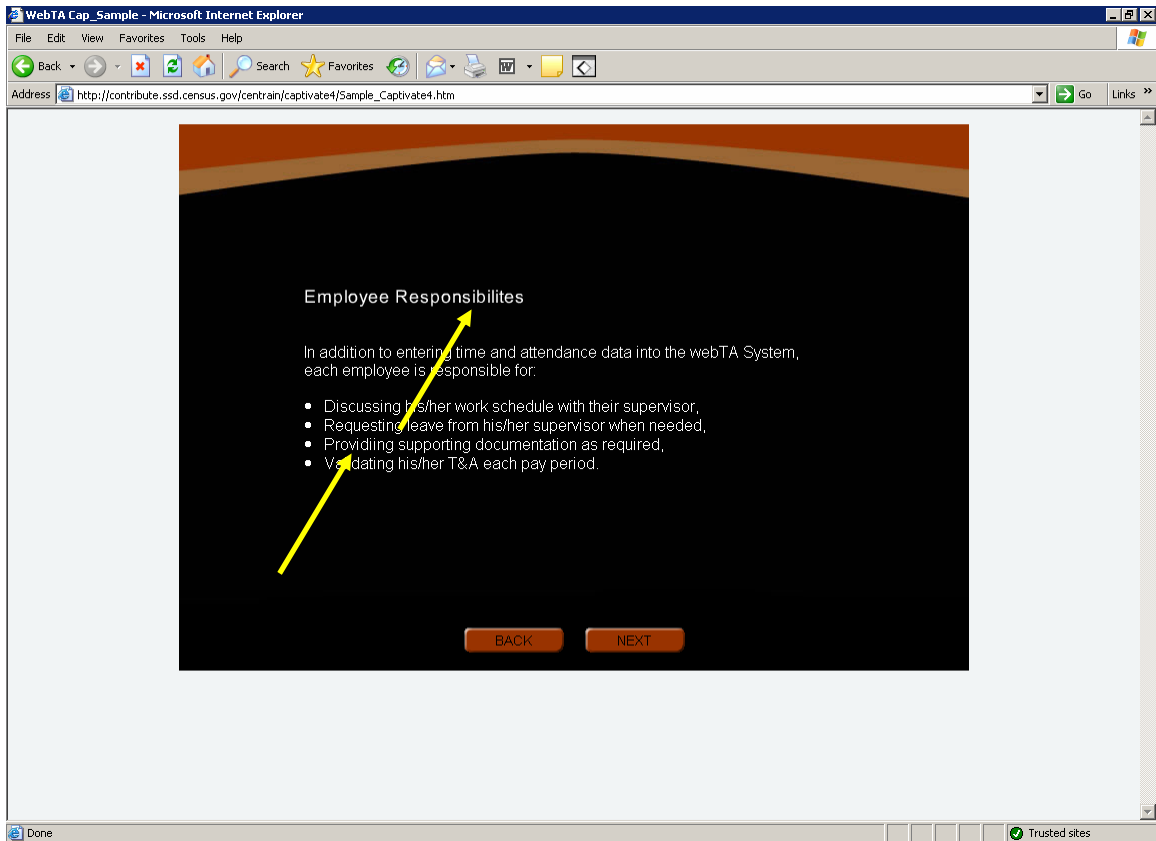 WebTA Cap_Sample - Microsoft Internet Explorer
File Edit View Favorites Tools Help
Back Search Favorites
Address http://contribute.ssd.census.gov/centrain/captivate4/Sample_Captivate4.htm Go Links »
Employee Responsibilites
In addition to entering time and attendance data into the webTA System,
each employee is responsible for:
• Discussing his/her work schedule with their supervisor,
• Requesting leave from his/her supervisor when needed,
• Providiing supporting documentation as required,
• Validating his/her T&A each pay period.
BACK NEXT
Done Trusted sites